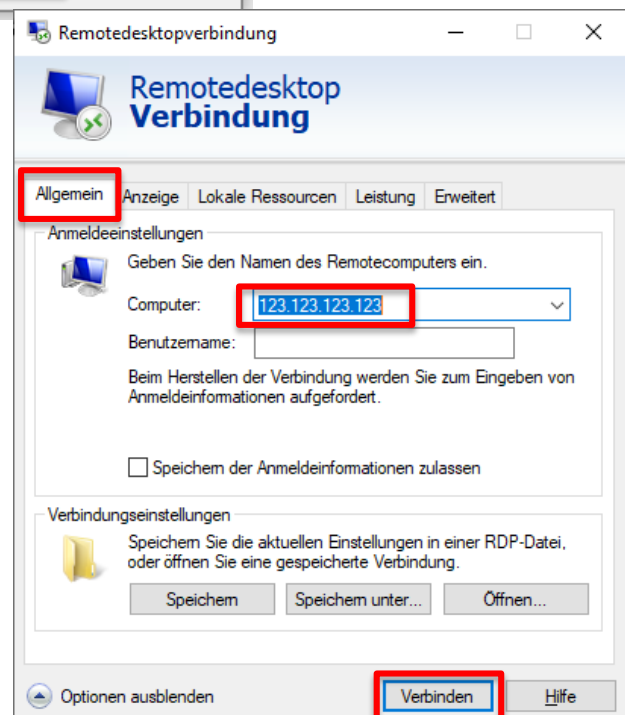 Remotedesktopverbindung
Remotedesktop
Verbindung
Allgemein Anzeige Lokale Ressourcen Leistung Erweitert
Anmeldeeinstellungen
Geben Sie den Namen des Remotecomputers ein.
Computer: 123.123.123.123
Benutzername:
Beim Herstellen der Verbindung werden Sie zum Eingeben von
Anmeldeinformationen aufgefordert.
Speichern der Anmeldeinformationen zulassen
Verbindungseinstellungen
Speichern Sie die aktuellen Einstellungen in einer RDP-Datei,
oder öffnen Sie eine gespeicherte Verbindung.
Speichern Speichern unter... Öffnen...
Optionen ausblenden Verbinden Hilfe